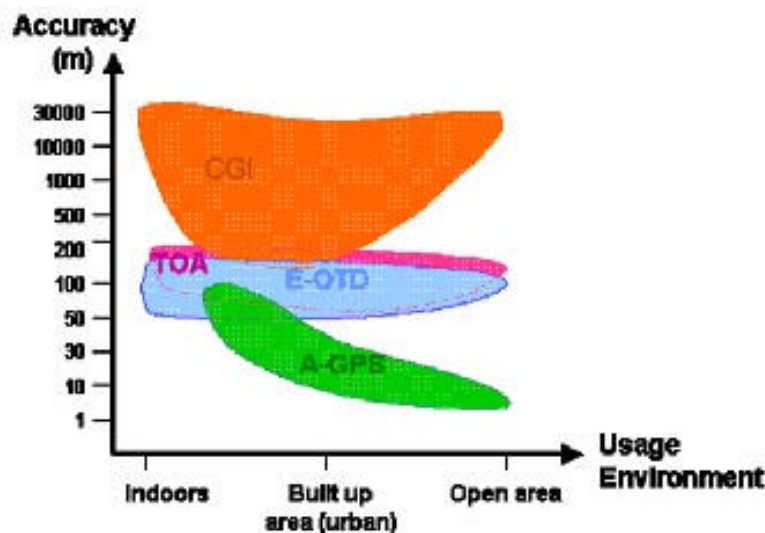 Accuracy
(m)
30000
10000
1000
500
200
100
50
30
10
1
CGI
TOA
E-OTD
A-GPS
Usage
Environment
Indoors
Built up
area (urban)
Open area